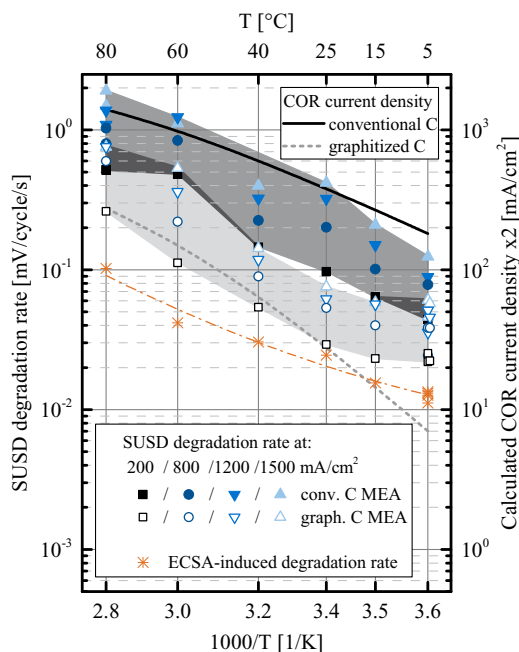 T [°C]
80 60 40 25 15 5
COR current density
conventional C
graphitized C
SUSD degradation rate [mV/cycle/s]
10⁰
10⁻¹
10⁻²
10⁻³
Calculated COR current density x2 [mA/cm²]
10³
10²
10¹
10⁰
SUSD degradation rate at:
200 / 800 / 1200 / 1500 mA/cm²
/ / / conv. C MEA
/ / / graph. C MEA
ECSA-induced degradation rate
2.8 3.0 3.2 3.4 3.5 3.6
1000/T [1/K]